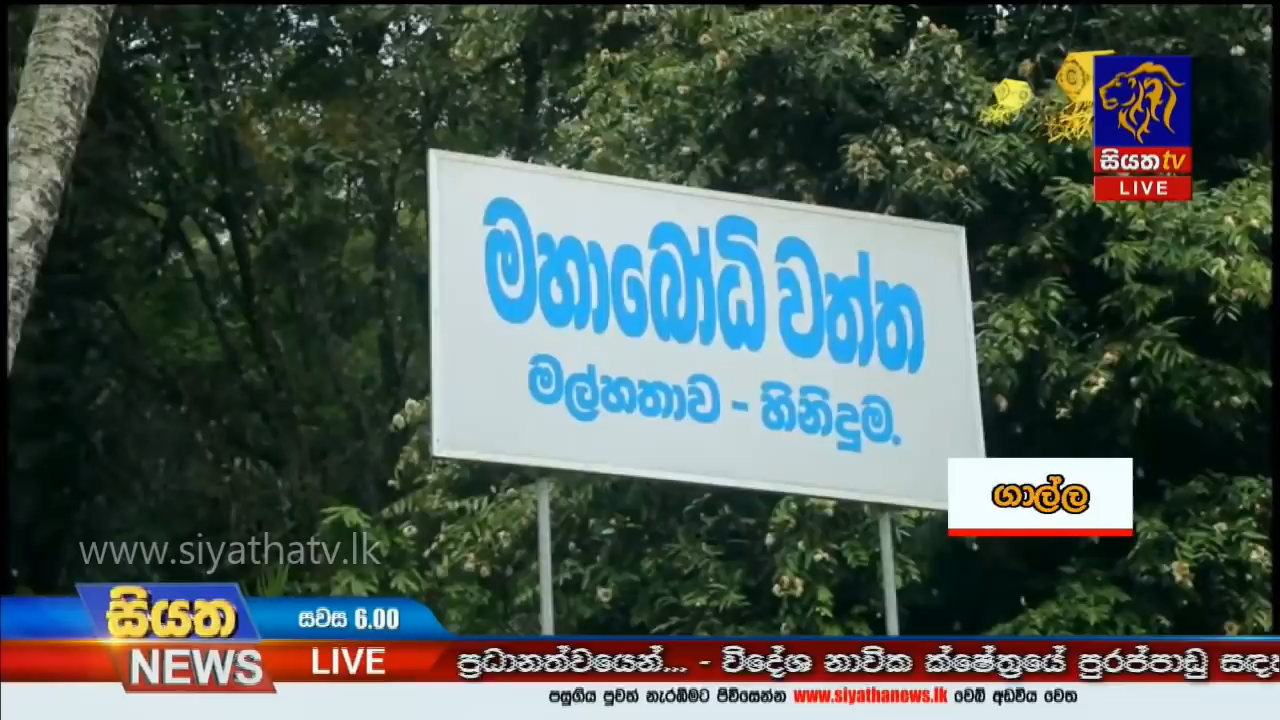 සියත tv
LIVE
මහාබෝධි වත්ත
මල්හතාව - හිනිදුම.
ගාල්ල
www.siyathatv.lk
සියත
සවස 6.00
NEWS
LIVE
ප්‍රධානත්වයෙන්... - විදේශ නාවික ක්ෂේත්‍රයේ පුරප්පාඩු සඳහ
පසුගිය පුවත් නැරඹීමට පිවිසෙන්න www.siyathanews.lk වෙබ් අඩවිය වෙත